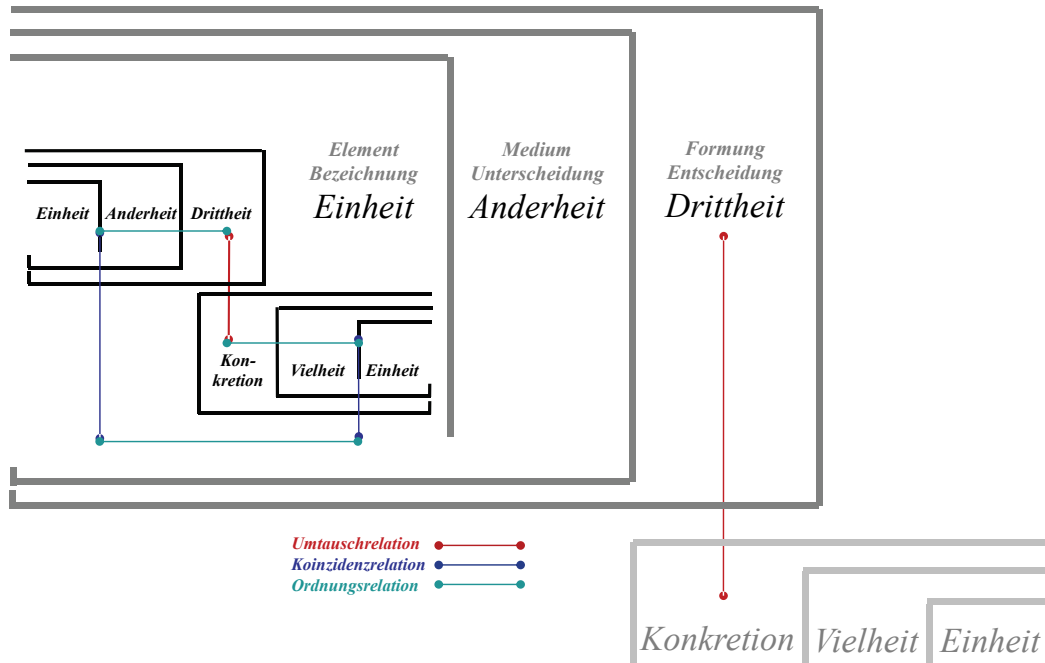 Element
Bezeichnung
Einheit
Medium
Unterscheidung
Anderheit
Formung
Entscheidung
Drittheit
Einheit Anderheit Drittheit
Kon-
kretion
Vielheit Einheit
Umtauschrelation
Koinzidenzrelation
Ordnungsrelation
Konkretion Vielheit Einheit